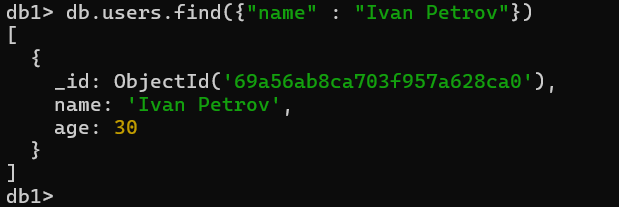 db1> db.users.find({"name" : "Ivan Petrov"})
[
  {
    _id: ObjectId('69a56ab8ca703f957a628ca0'),
    name: 'Ivan Petrov',
    age: 30
  }
]
db1>